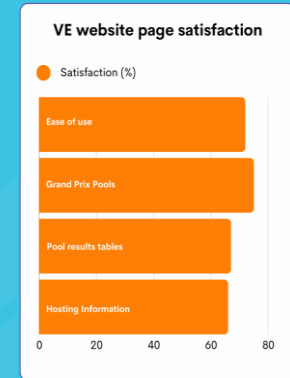 VE website page satisfaction
Satisfaction (%)
Ease of use
Grand Prix Pools
Pool results tables
Hosting Information
0 20 40 60 80